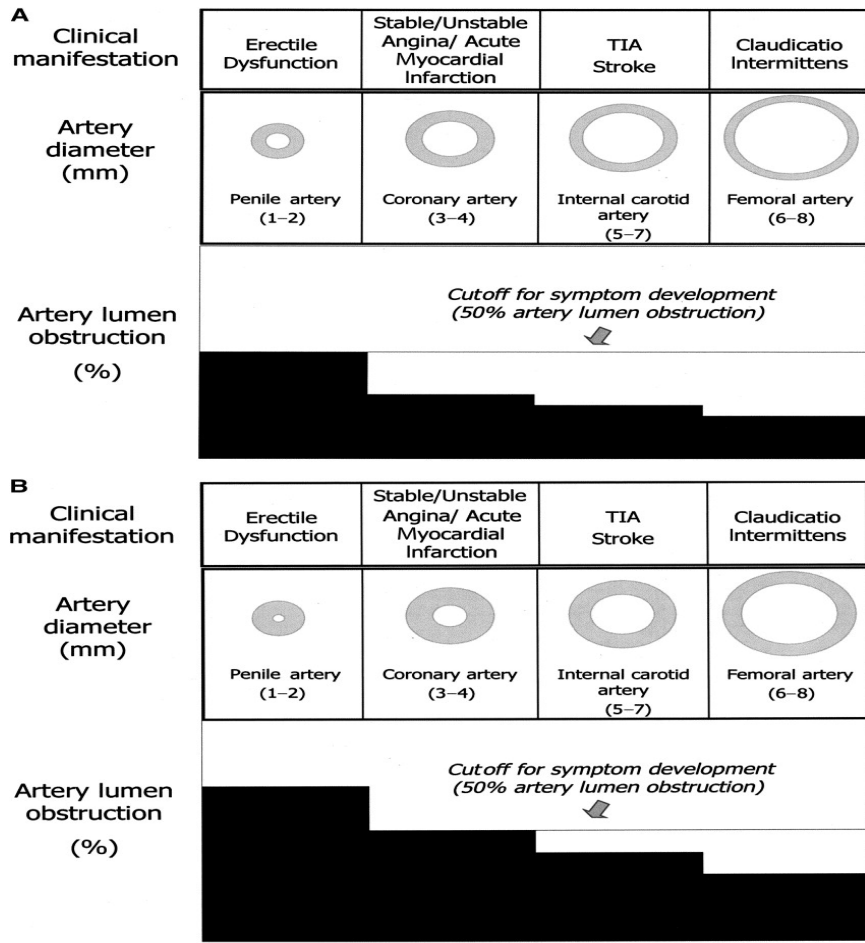 A
Clinical
manifestation
Erectile
Dysfunction
Stable/Unstable
Angina/ Acute
Myocardial
Infarction
TIA
Stroke
Claudicatio
Intermittens
Artery
diameter
(mm)
Penile artery
(1–2)
Coronary artery
(3–4)
Internal carotid
artery
(5–7)
Femoral artery
(6–8)
Artery lumen
obstruction
(%)
Cutoff for symptom development
(50% artery lumen obstruction)
B
Clinical
manifestation
Erectile
Dysfunction
Stable/Unstable
Angina/ Acute
Myocardial
Infarction
TIA
Stroke
Claudicatio
Intermittens
Artery
diameter
(mm)
Penile artery
(1–2)
Coronary artery
(3–4)
Internal carotid
artery
(5–7)
Femoral artery
(6–8)
Artery lumen
obstruction
(%)
Cutoff for symptom development
(50% artery lumen obstruction)